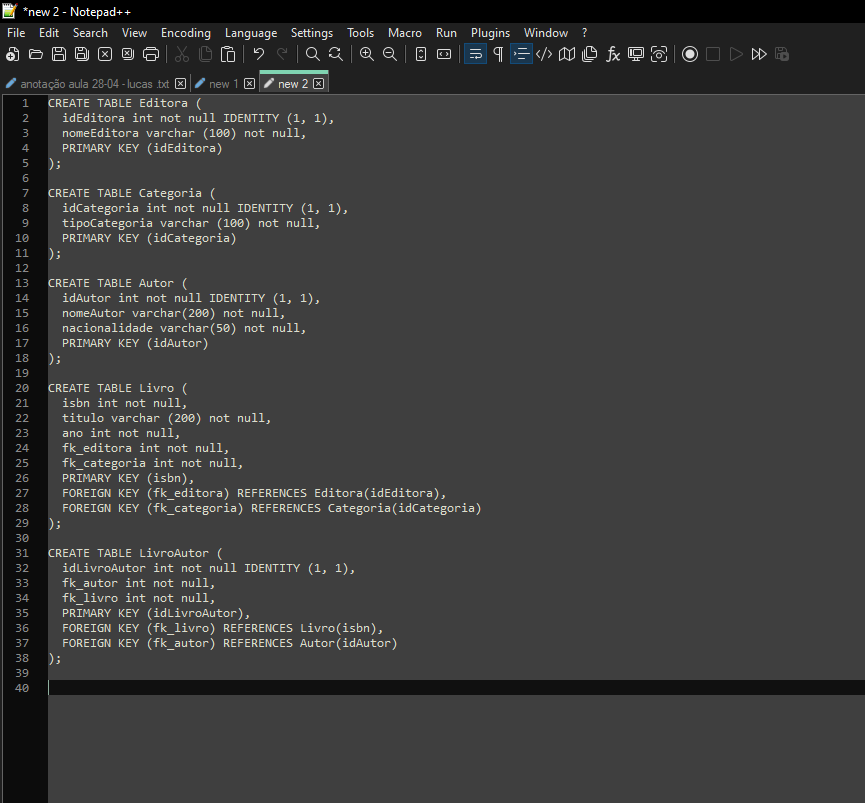 *new 2 - Notepad++
File Edit Search View Encoding Language Settings Tools Macro Run Plugins Window ?
anotação aula 28-04 - lucas .txt new 1 new 2
1 CREATE TABLE Editora (
2 idEditora int not null IDENTITY (1, 1),
3 nomeEditora varchar (100) not null,
4 PRIMARY KEY (idEditora)
5 );
6
7 CREATE TABLE Categoria (
8 idCategoria int not null IDENTITY (1, 1),
9 tipoCategoria varchar (100) not null,
10 PRIMARY KEY (idCategoria)
11 );
12
13 CREATE TABLE Autor (
14 idAutor int not null IDENTITY (1, 1),
15 nomeAutor varchar(200) not null,
16 nacionalidade varchar(50) not null,
17 PRIMARY KEY (idAutor)
18 );
19
20 CREATE TABLE Livro (
21 isbn int not null,
22 titulo varchar (200) not null,
23 ano int not null,
24 fk_editora int not null,
25 fk_categoria int not null,
26 PRIMARY KEY (isbn),
27 FOREIGN KEY (fk_editora) REFERENCES Editora(idEditora),
28 FOREIGN KEY (fk_categoria) REFERENCES Categoria(idCategoria)
29 );
30
31 CREATE TABLE LivroAutor (
32 idLivroAutor int not null IDENTITY (1, 1),
33 fk_autor int not null,
34 fk_livro int not null,
35 PRIMARY KEY (idLivroAutor),
36 FOREIGN KEY (fk_livro) REFERENCES Livro(isbn),
37 FOREIGN KEY (fk_autor) REFERENCES Autor(idAutor)
38 );
39
40